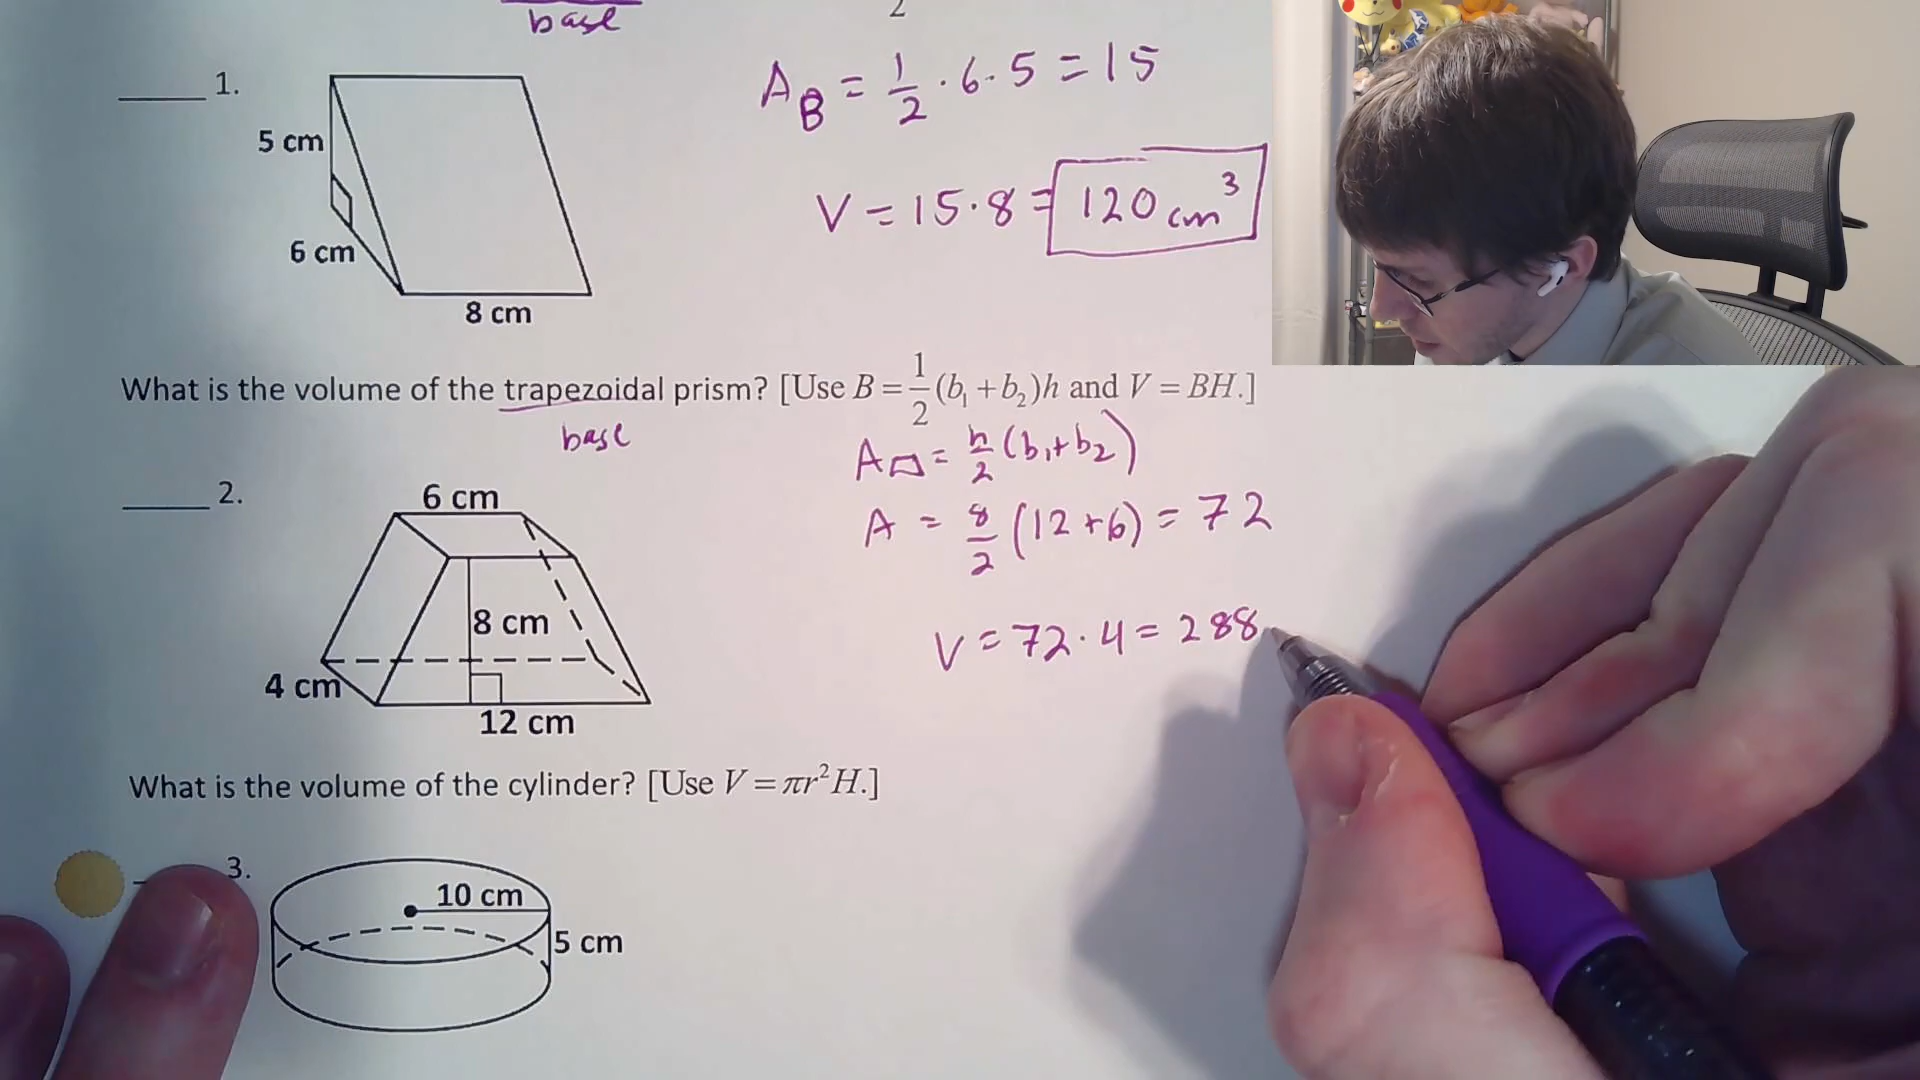 base
2
1.
5 cm
6 cm
8 cm
A_B = 1/2 · 6 · 5 = 15
V = 15 · 8 = 120 cm³
What is the volume of the trapezoidal prism? [Use B = 1/2 (b₁ + b₂)h and V = BH.]
base
A▱ = h/2 (b₁ + b₂)
2.
6 cm
8 cm
4 cm
12 cm
A = 8/2 (12 + 6) = 72
V = 72 · 4 = 288
What is the volume of the cylinder? [Use V = πr²H.]
3.
10 cm
5 cm